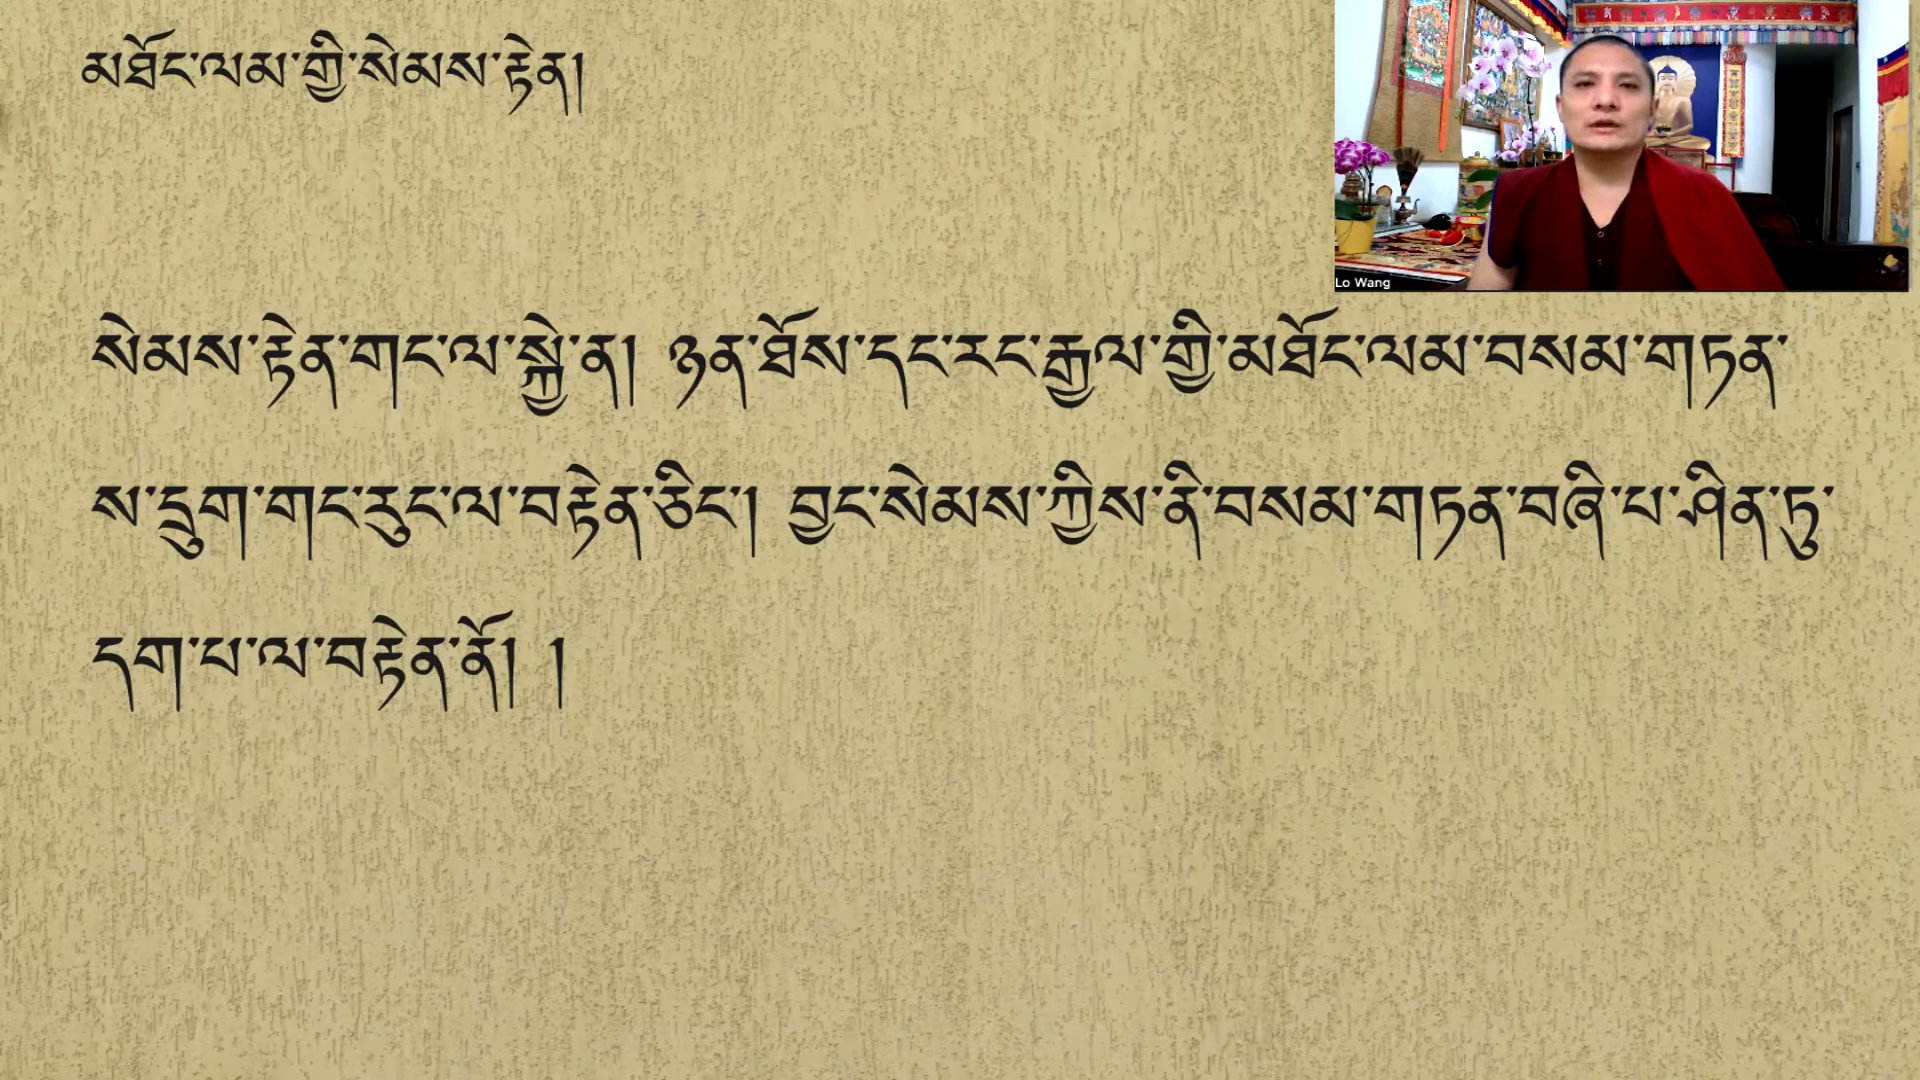 མཐོང་ལམ་གྱི་སེམས་རྟེན།
Lo Wang
སེམས་རྟེན་གང་ལ་སྐྱེ་ན། ཉན་ཐོས་དང་རང་རྒྱལ་གྱི་མཐོང་ལམ་བསམ་གཏན་
ས་དྲུག་གང་རུང་ལ་བརྟེན་ཅིང་། བྱང་སེམས་ཀྱིས་ནི་བསམ་གཏན་བཞི་པ་ཤིན་ཏུ་
དག་པ་ལ་བརྟེན་ནོ། །